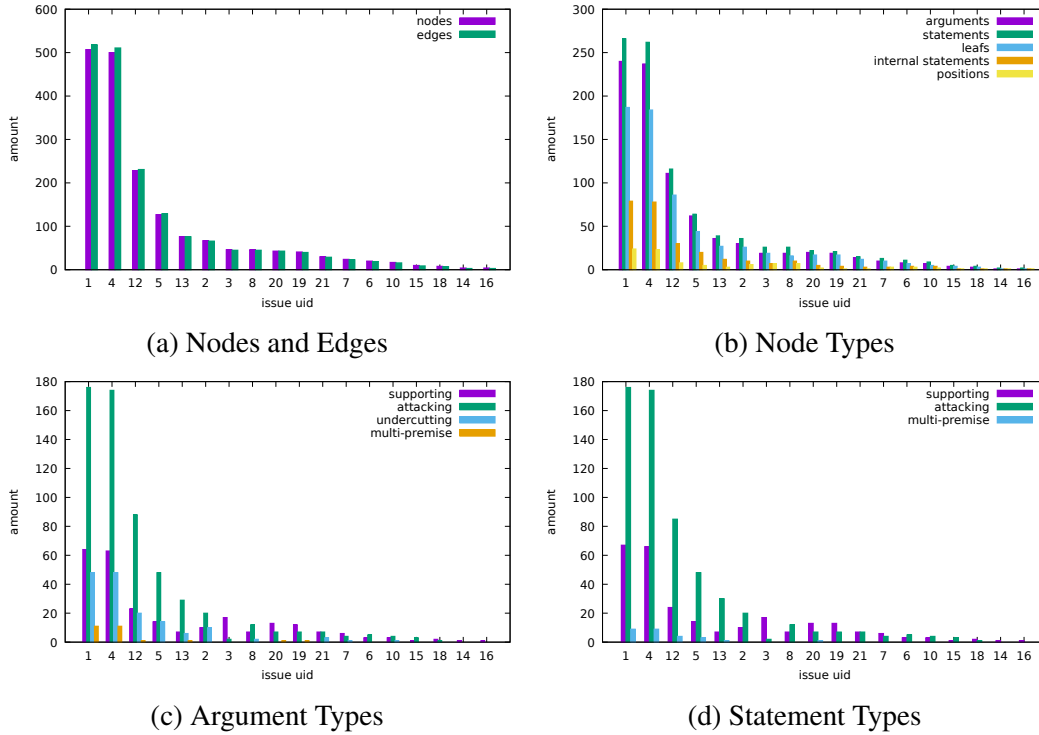 600
500
400
300
200
100
0
amount
nodes
edges
1 4 12 5 13 2 3 8 20 19 21 7 6 10 15 18 14 16
issue uid
(a) Nodes and Edges
300
250
200
150
100
50
0
amount
arguments
statements
leafs
internal statements
positions
1 4 12 5 13 2 3 8 20 19 21 7 6 10 15 18 14 16
issue uid
(b) Node Types
180
160
140
120
100
80
60
40
20
0
amount
supporting
attacking
undercutting
multi-premise
1 4 12 5 13 2 3 8 20 19 21 7 6 10 15 18 14 16
issue uid
(c) Argument Types
180
160
140
120
100
80
60
40
20
0
amount
supporting
attacking
multi-premise
1 4 12 5 13 2 3 8 20 19 21 7 6 10 15 18 14 16
issue uid
(d) Statement Types